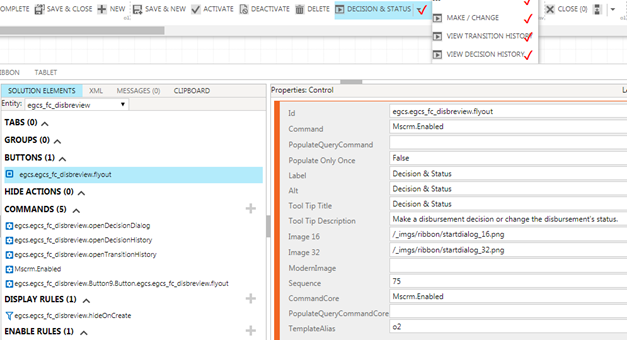 OMPLETE SAVE & CLOSE NEW SAVE & NEW ACTIVATE DEACTIVATE DELETE DECISION & STATUS CLOSE (0)
MAKE / CHANGE
VIEW TRANSITION HISTORY
VIEW DECISION HISTORY
IBBON TABLET
SOLUTION ELEMENTS XML MESSAGES (0) CLIPBOARD
Entity: egcs_fc_disbreview
TABS (0)
GROUPS (0)
BUTTONS (1)
egcs.egcs_fc_disbreview.flyout
HIDE ACTIONS (0)
COMMANDS (5)
egcs.egcs_fc_disbreview.openDecisionDialog
egcs.egcs_fc_disbreview.openDecisionHistory
egcs.egcs_fc_disbreview.openTransitionHistory
Mscrm.Enabled
egcs.egcs_fc_disbreview.Button9.Button.egcs.egcs_fc_disbreview.flyout
DISPLAY RULES (1)
egcs.egcs_fc_disbreview.hideOnCreate
ENABLE RULES (1)
Properties: Control
Id egcs.egcs_fc_disbreview.flyout
Command Mscrm.Enabled
PopulateQueryCommand
Populate Only Once False
Label Decision & Status
Alt Decision & Status
Tool Tip Title Decision & Status
Tool Tip Description Make a disbursement decision or change the disbursement's status.
Image 16 /_imgs/ribbon/startdialog_16.png
Image 32 /_imgs/ribbon/startdialog_32.png
ModernImage
Sequence 75
CommandCore Mscrm.Enabled
PopulateQueryCommandCore
TemplateAlias o2